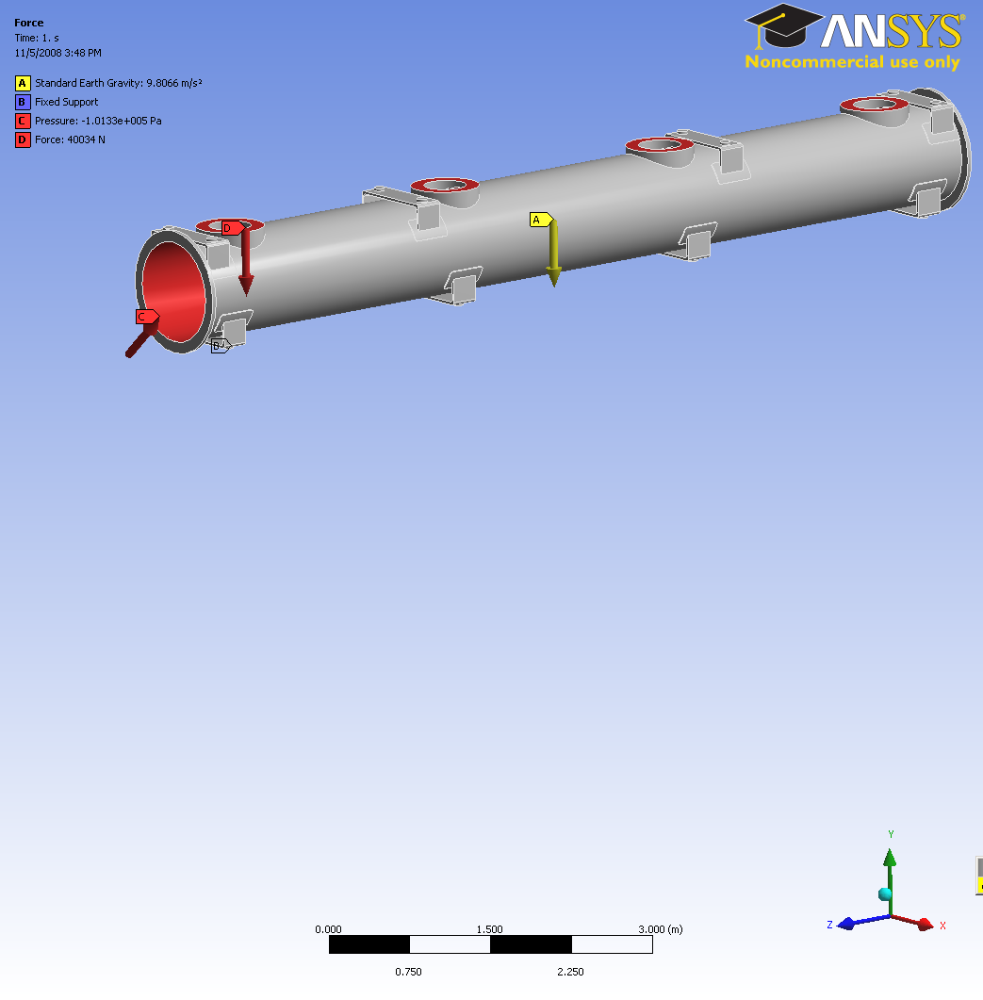 Force
Time: 1. s
11/5/2008 3:48 PM
A Standard Earth Gravity: 9.8066 m/s²
B Fixed Support
C Pressure: -1.0133e+005 Pa
D Force: 40034 N
ANSYS®
Noncommercial use only
A
D
C
B
Y
Z
X
0.000 1.500 3.000 (m)
0.750 2.250